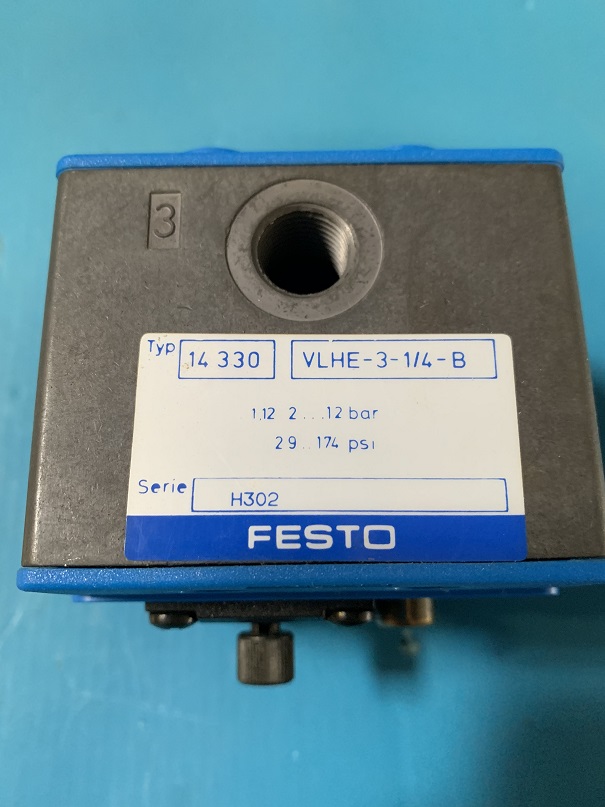 3
Typ 14 330 VLHE-3-1/4-B
1,12 2...12 bar
29..174 psi
Serie H302
FESTO